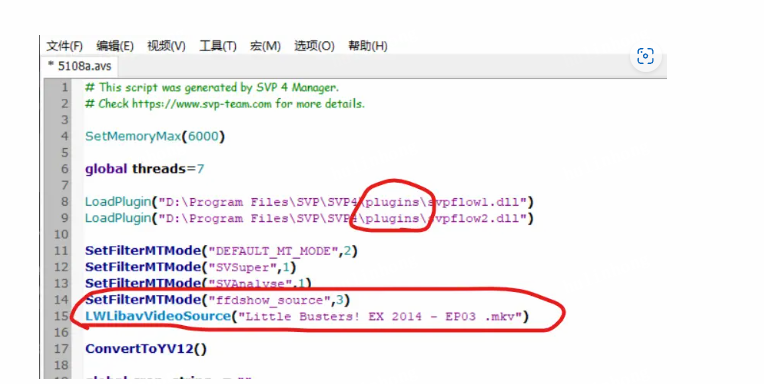 文件(F) 编辑(E) 视频(V) 工具(T) 宏(M) 选项(O) 帮助(H)
* 5108a.avs
1 # This script was generated by SVP 4 Manager.
2 # Check https://www.svp-team.com for more details.
3
4 SetMemoryMax(6000)
5
6 global threads=7
7
8 LoadPlugin("D:\Program Files\SVP\SVP4\plugins\svpflow1.dll")
9 LoadPlugin("D:\Program Files\SVP\SVP4\plugins\svpflow2.dll")
10
11 SetFilterMTMode("DEFAULT_MT_MODE",2)
12 SetFilterMTMode("SVSuper",1)
13 SetFilterMTMode("SVAnalyse",1)
14 SetFilterMTMode("ffdshow_source",3)
15 LWLibavVideoSource("Little Busters! EX 2014 - EP03 .mkv")
16
17 ConvertToYV12()
18